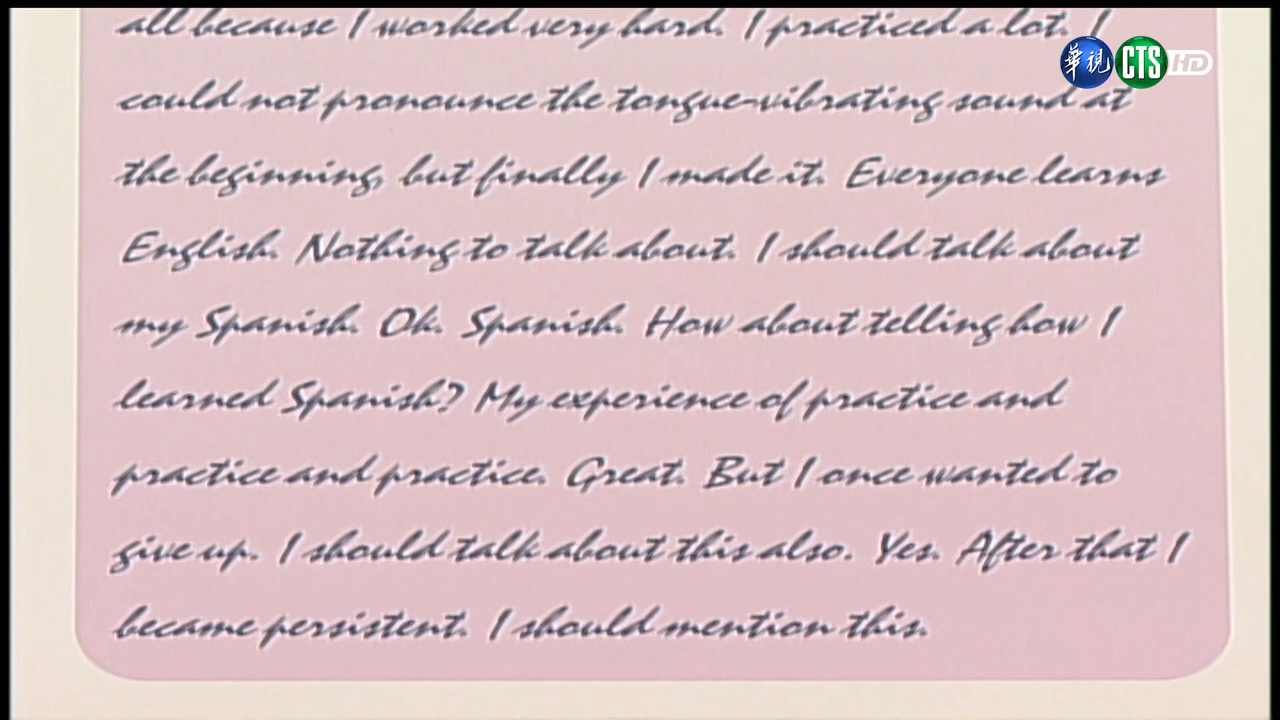 all because I worked very hard. I practiced a lot. I
華視 CTS HD
could not pronounce the tongue-vibrating sound at
the beginning, but finally I made it. Everyone learns
English. Nothing to talk about. I should talk about
my Spanish. Ok. Spanish. How about telling how I
learned Spanish? My experience of practice and
practice and practice. Great. But I once wanted to
give up. I should talk about this also. Yes. After that I
became persistent. I should mention this.